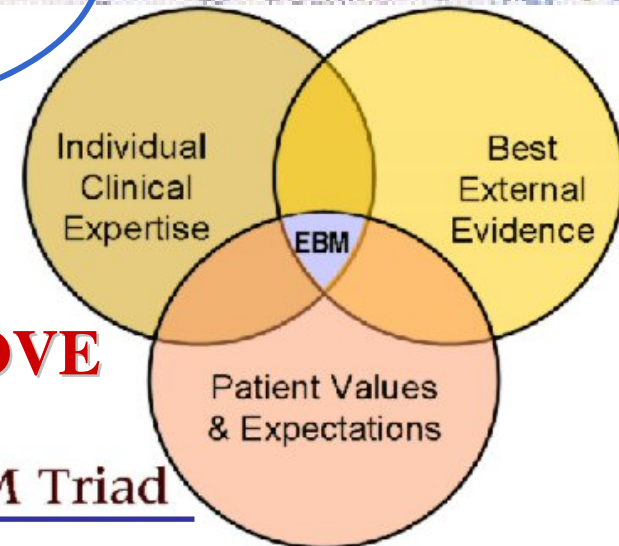 Individual
Clinical
Expertise
Best
External
Evidence
EBM
OVE
Patient Values
& Expectations
M Triad